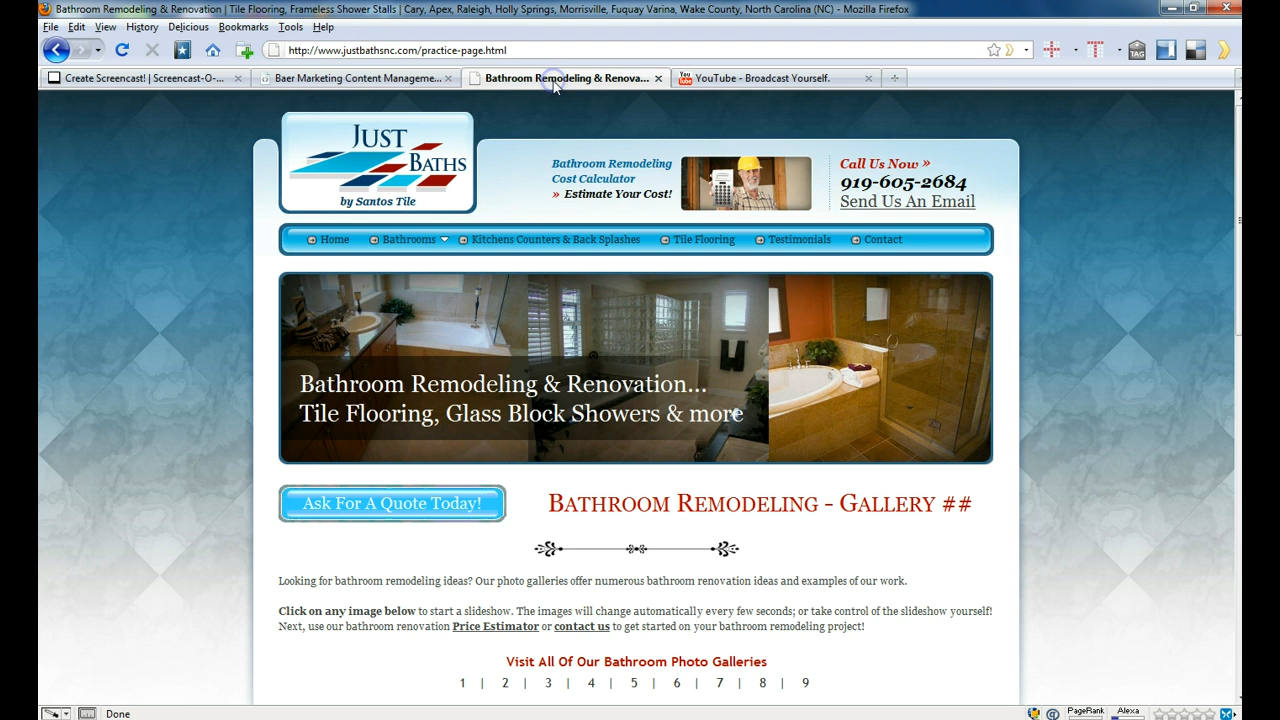 Bathroom Remodeling & Renovation | Tile Flooring, Frameless Shower Stalls | Cary, Apex, Raleigh, Holly Springs, Morrisville, Fuquay Varina, Wake County, North Carolina (NC) - Mozilla Firefox
File Edit View History Delicious Bookmarks Tools Help
http://www.justbathsnc.com/practice-page.html
TAG
Create Screencast! | Screencast-O-... Baer Marketing Content Manageme... Bathroom Remodeling & Renova... YouTube - Broadcast Yourself.
JUST
BATHS
by Santos Tile
Bathroom Remodeling
Cost Calculator
» Estimate Your Cost!
Call Us Now »
919-605-2684
Send Us An Email
Home Bathrooms Kitchens Counters & Back Splashes Tile Flooring Testimonials Contact
Bathroom Remodeling & Renovation...
Tile Flooring, Glass Block Showers & more
Ask For A Quote Today!
BATHROOM REMODELING - GALLERY ##
Looking for bathroom remodeling ideas? Our photo galleries offer numerous bathroom renovation ideas and examples of our work.
Click on any image below to start a slideshow. The images will change automatically every few seconds; or take control of the slideshow yourself!
Next, use our bathroom renovation Price Estimator or contact us to get started on your bathroom remodeling project!
Visit All Of Our Bathroom Photo Galleries
1 | 2 | 3 | 4 | 5 | 6 | 7 | 8 | 9
Done PageRank Alexa